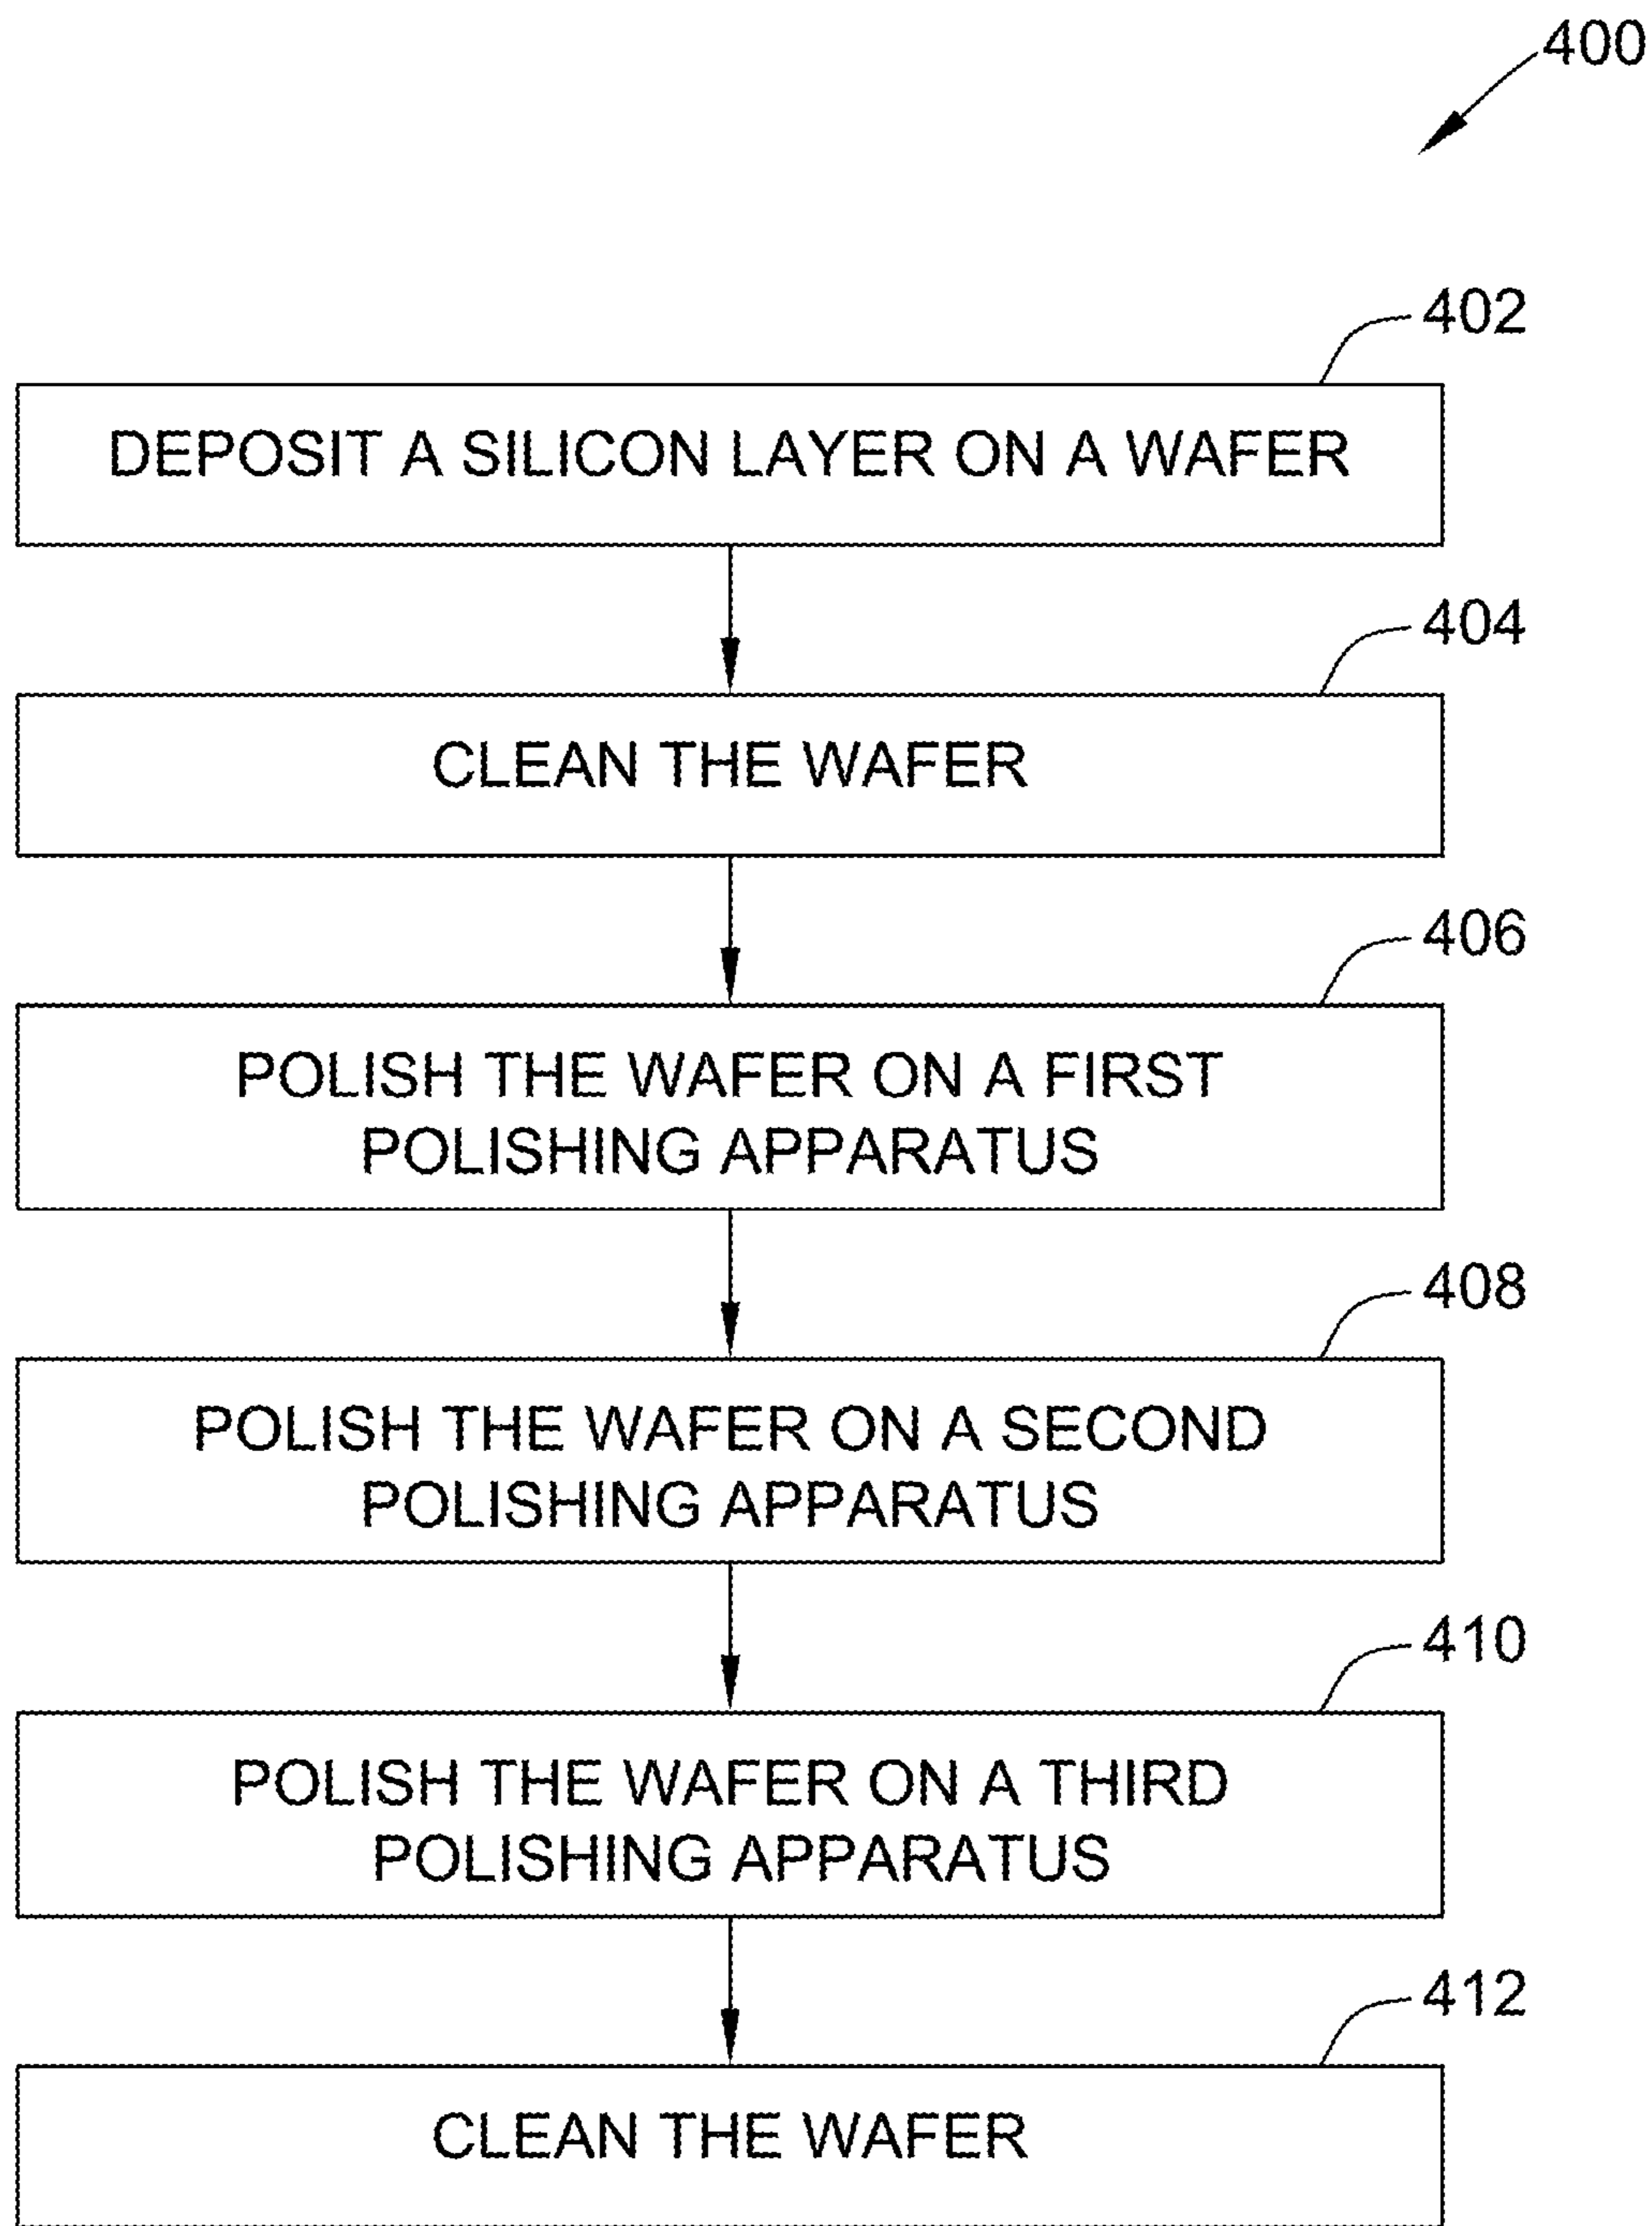 400
402
DEPOSIT A SILICON LAYER ON A WAFER
404
CLEAN THE WAFER
406
POLISH THE WAFER ON A FIRST
POLISHING APPARATUS
408
POLISH THE WAFER ON A SECOND
POLISHING APPARATUS
410
POLISH THE WAFER ON A THIRD
POLISHING APPARATUS
412
CLEAN THE WAFER